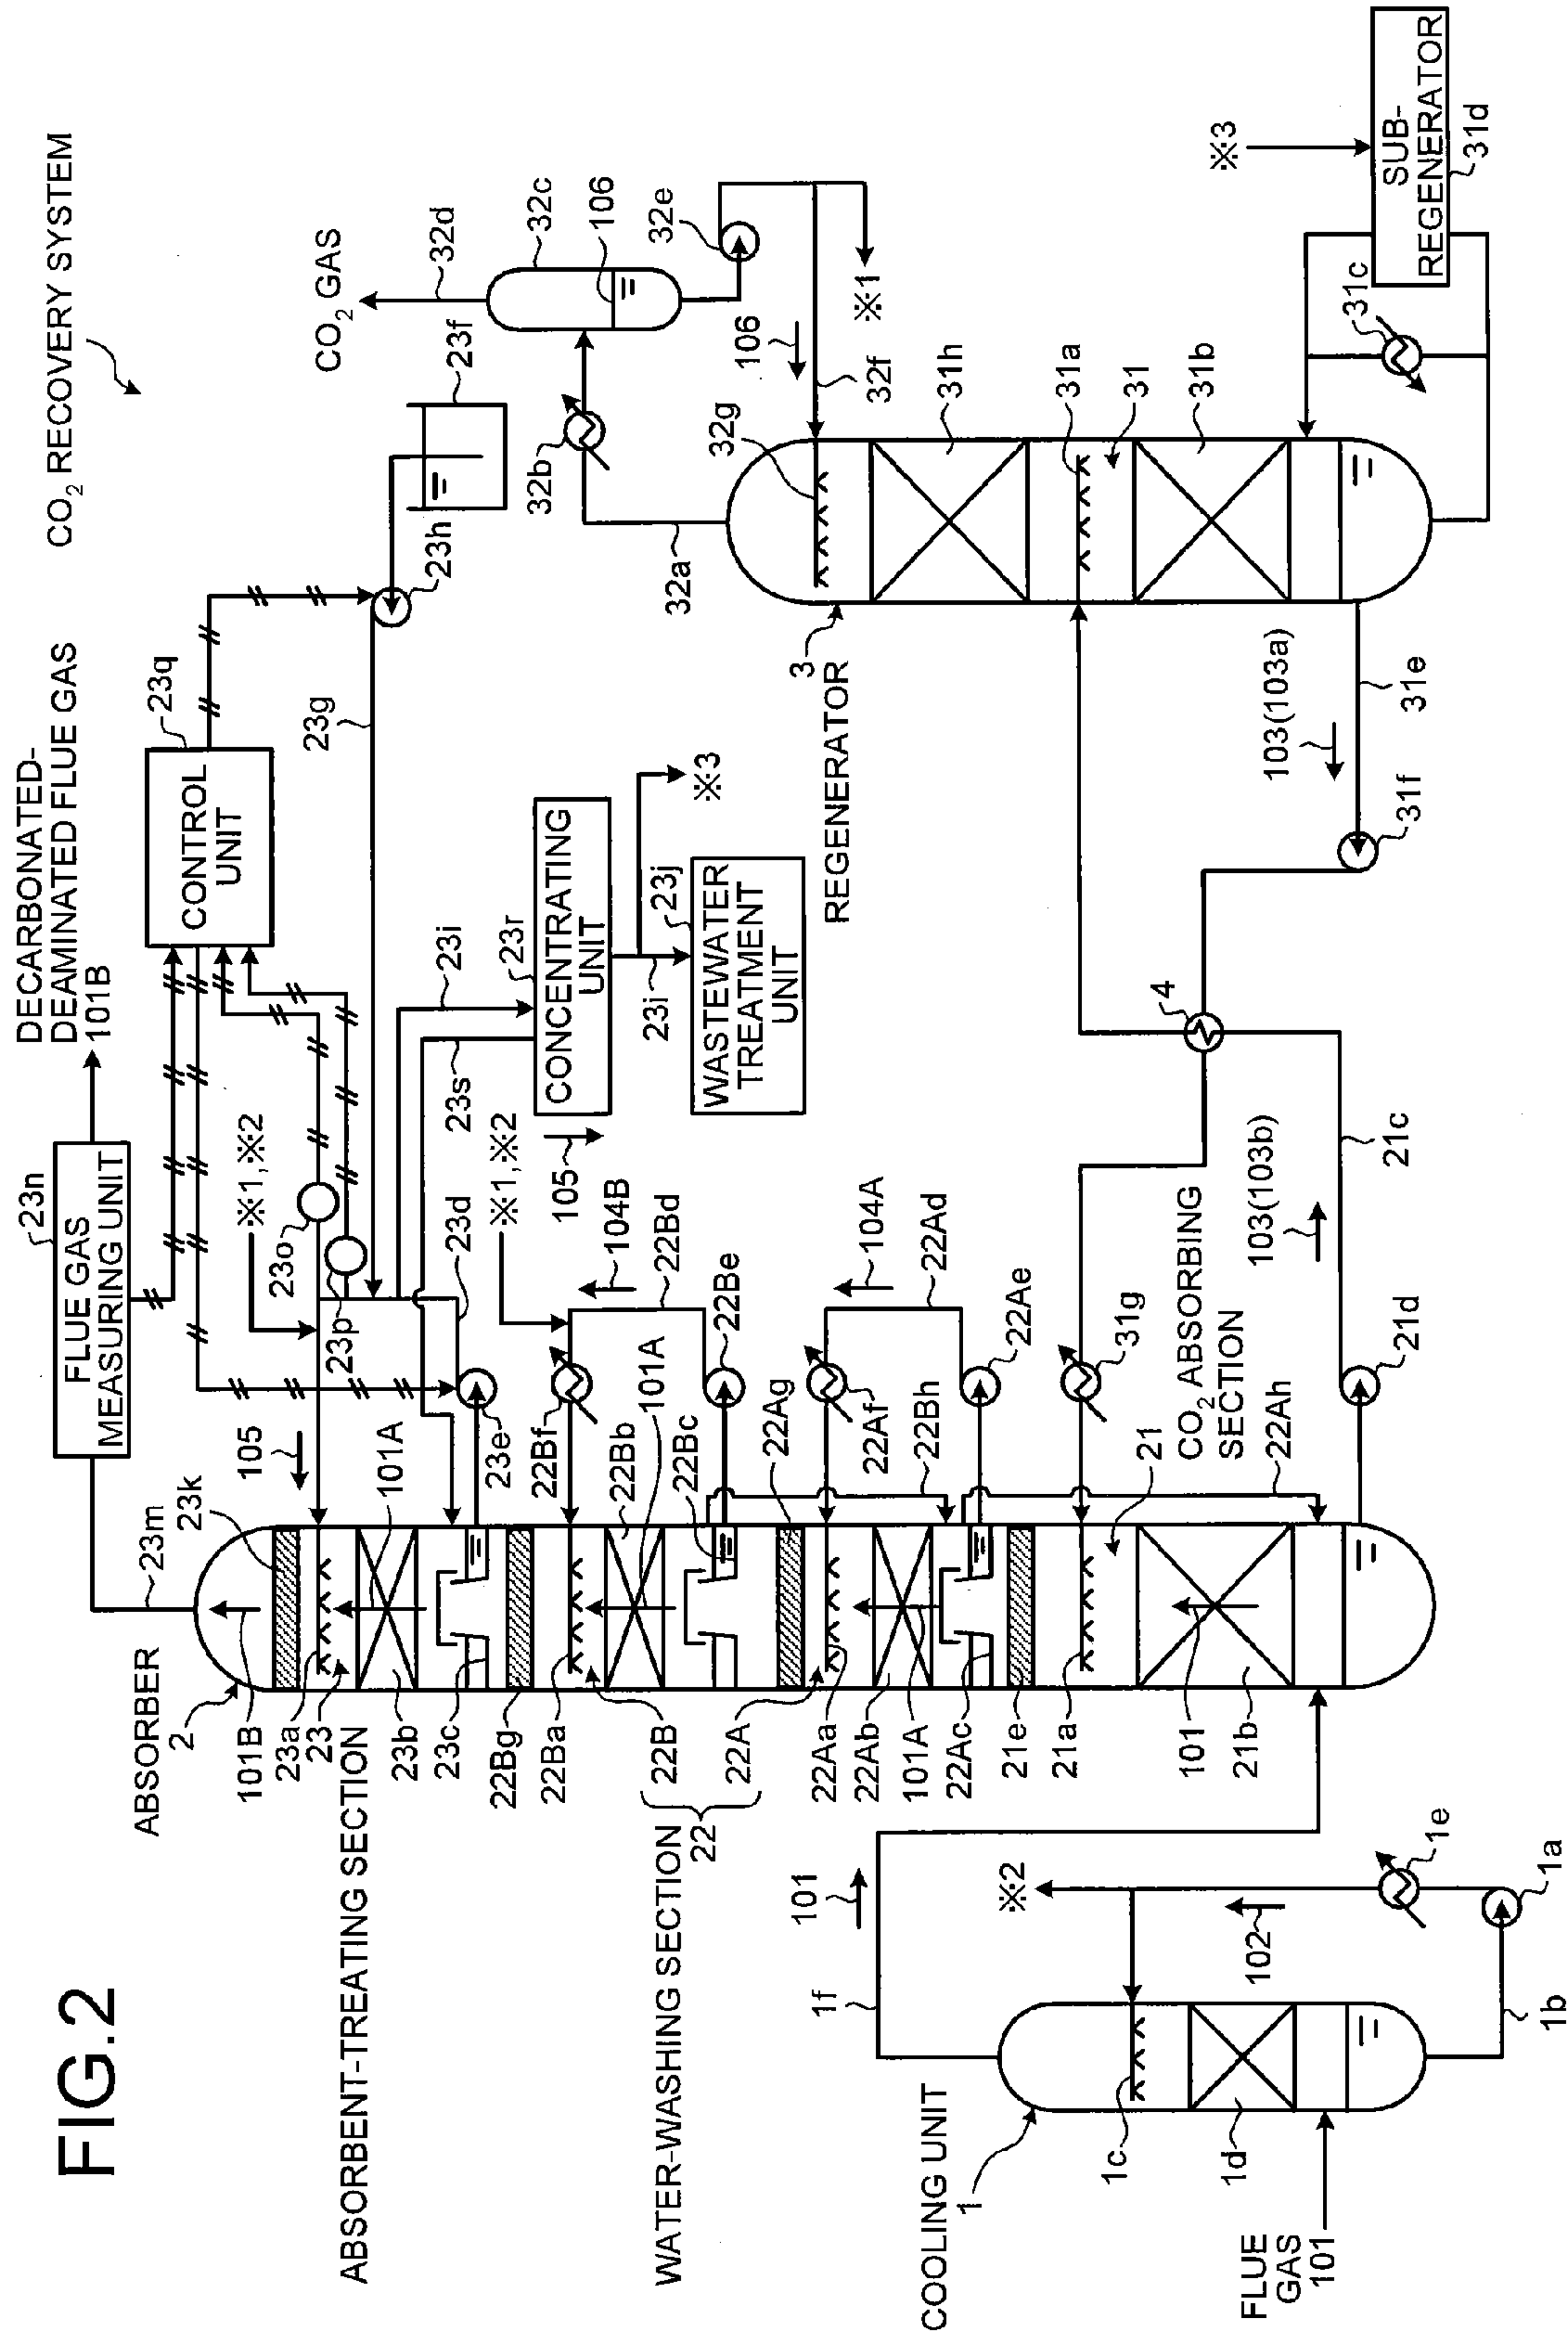 FIG.2
CO2 RECOVERY SYSTEM
DECARBONATED-
DEAMINATED FLUE GAS
101B
23n
FLUE GAS
MEASURING UNIT
23q
CONTROL
UNIT
CO2 GAS
32d
32c
106
23f
32e
※1
106
32f
32b
23h
32a
32g
31h
31a
31
31b
3
REGENERATOR
※3
SUB-
REGENERATOR
31d
31c
103(103a)
31e
31f
23g
23i
23s
23r
CONCENTRATING
UNIT
※3
23i
23j
WASTEWATER
TREATMENT
UNIT
105
※1,※2
23o
23p
23d
※1,※2
104B
22Bd
22Be
104A
22Ad
22Ae
4
21c
103(103b)
21d
31g
CO2 ABSORBING
SECTION
21
22Ah
22Bh
22Af
22Ag
22Bc
101A
22Bb
22Bf
23e
101A
105
23k
23m
ABSORBER
2
101B
23a
23
ABSORBENT-TREATING SECTION
23b
23c
22Bg
22Ba
22B
22A
22
WATER-WASHING SECTION
22Aa
22Ab
101A
22Ac
21e
21a
101
21b
101
1f
※2
102
1e
1a
1b
COOLING UNIT
1
1c
1d
FLUE
GAS
101